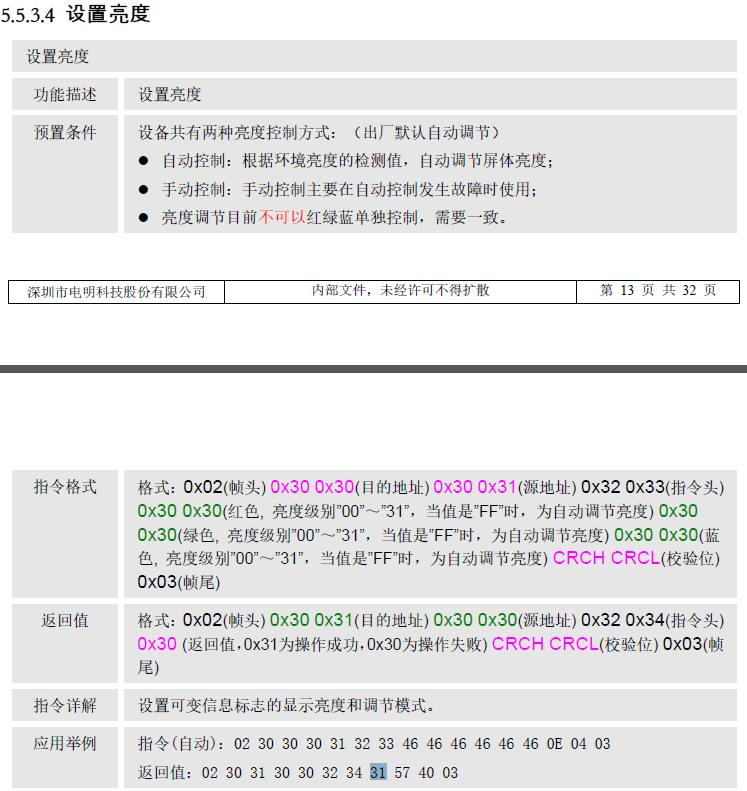 5.5.3.4 设置亮度
设置亮度
功能描述 设置亮度
预置条件 设备共有两种亮度控制方式：（出厂默认自动调节）
● 自动控制：根据环境亮度的检测值，自动调节屏体亮度；
● 手动控制：手动控制主要在自动控制发生故障时使用；
● 亮度调节目前不可以红绿蓝单独控制，需要一致。
深圳市电明科技股份有限公司 内部文件，未经许可不得扩散 第 13 页 共 32 页
指令格式 格式：0x02(帧头) 0x30 0x30(目的地址) 0x30 0x31(源地址) 0x32 0x33(指令头)
0x30 0x30(红色, 亮度级别”00”～”31”，当值是”FF”时，为自动调节亮度) 0x30
0x30(绿色, 亮度级别”00”～”31”，当值是”FF”时，为自动调节亮度) 0x30 0x30(蓝
色, 亮度级别”00”～”31”，当值是”FF”时，为自动调节亮度) CRCH CRCL(校验位)
0x03(帧尾)
返回值 格式：0x02(帧头) 0x30 0x31(目的地址) 0x30 0x30(源地址) 0x32 0x34(指令头)
0x30 (返回值，0x31为操作成功，0x30为操作失败) CRCH CRCL(校验位) 0x03(帧
尾)
指令详解 设置可变信息标志的显示亮度和调节模式。
应用举例 指令(自动)：02 30 30 30 31 32 33 46 46 46 46 46 46 0E 04 03
返回值：02 30 31 30 30 32 34 31 57 40 03